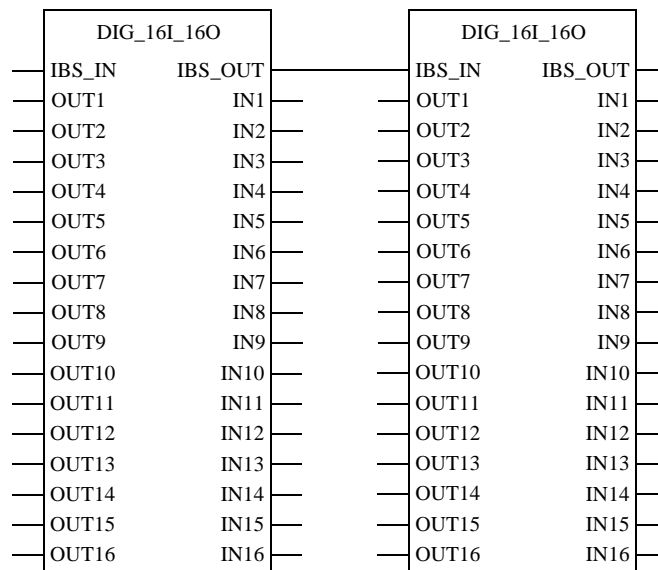 DIG_16I_16O DIG_16I_16O
IBS_IN IBS_OUT IBS_IN IBS_OUT
OUT1 IN1 OUT1 IN1
OUT2 IN2 OUT2 IN2
OUT3 IN3 OUT3 IN3
OUT4 IN4 OUT4 IN4
OUT5 IN5 OUT5 IN5
OUT6 IN6 OUT6 IN6
OUT7 IN7 OUT7 IN7
OUT8 IN8 OUT8 IN8
OUT9 IN9 OUT9 IN9
OUT10 IN10 OUT10 IN10
OUT11 IN11 OUT11 IN11
OUT12 IN12 OUT12 IN12
OUT13 IN13 OUT13 IN13
OUT14 IN14 OUT14 IN14
OUT15 IN15 OUT15 IN15
OUT16 IN16 OUT16 IN16